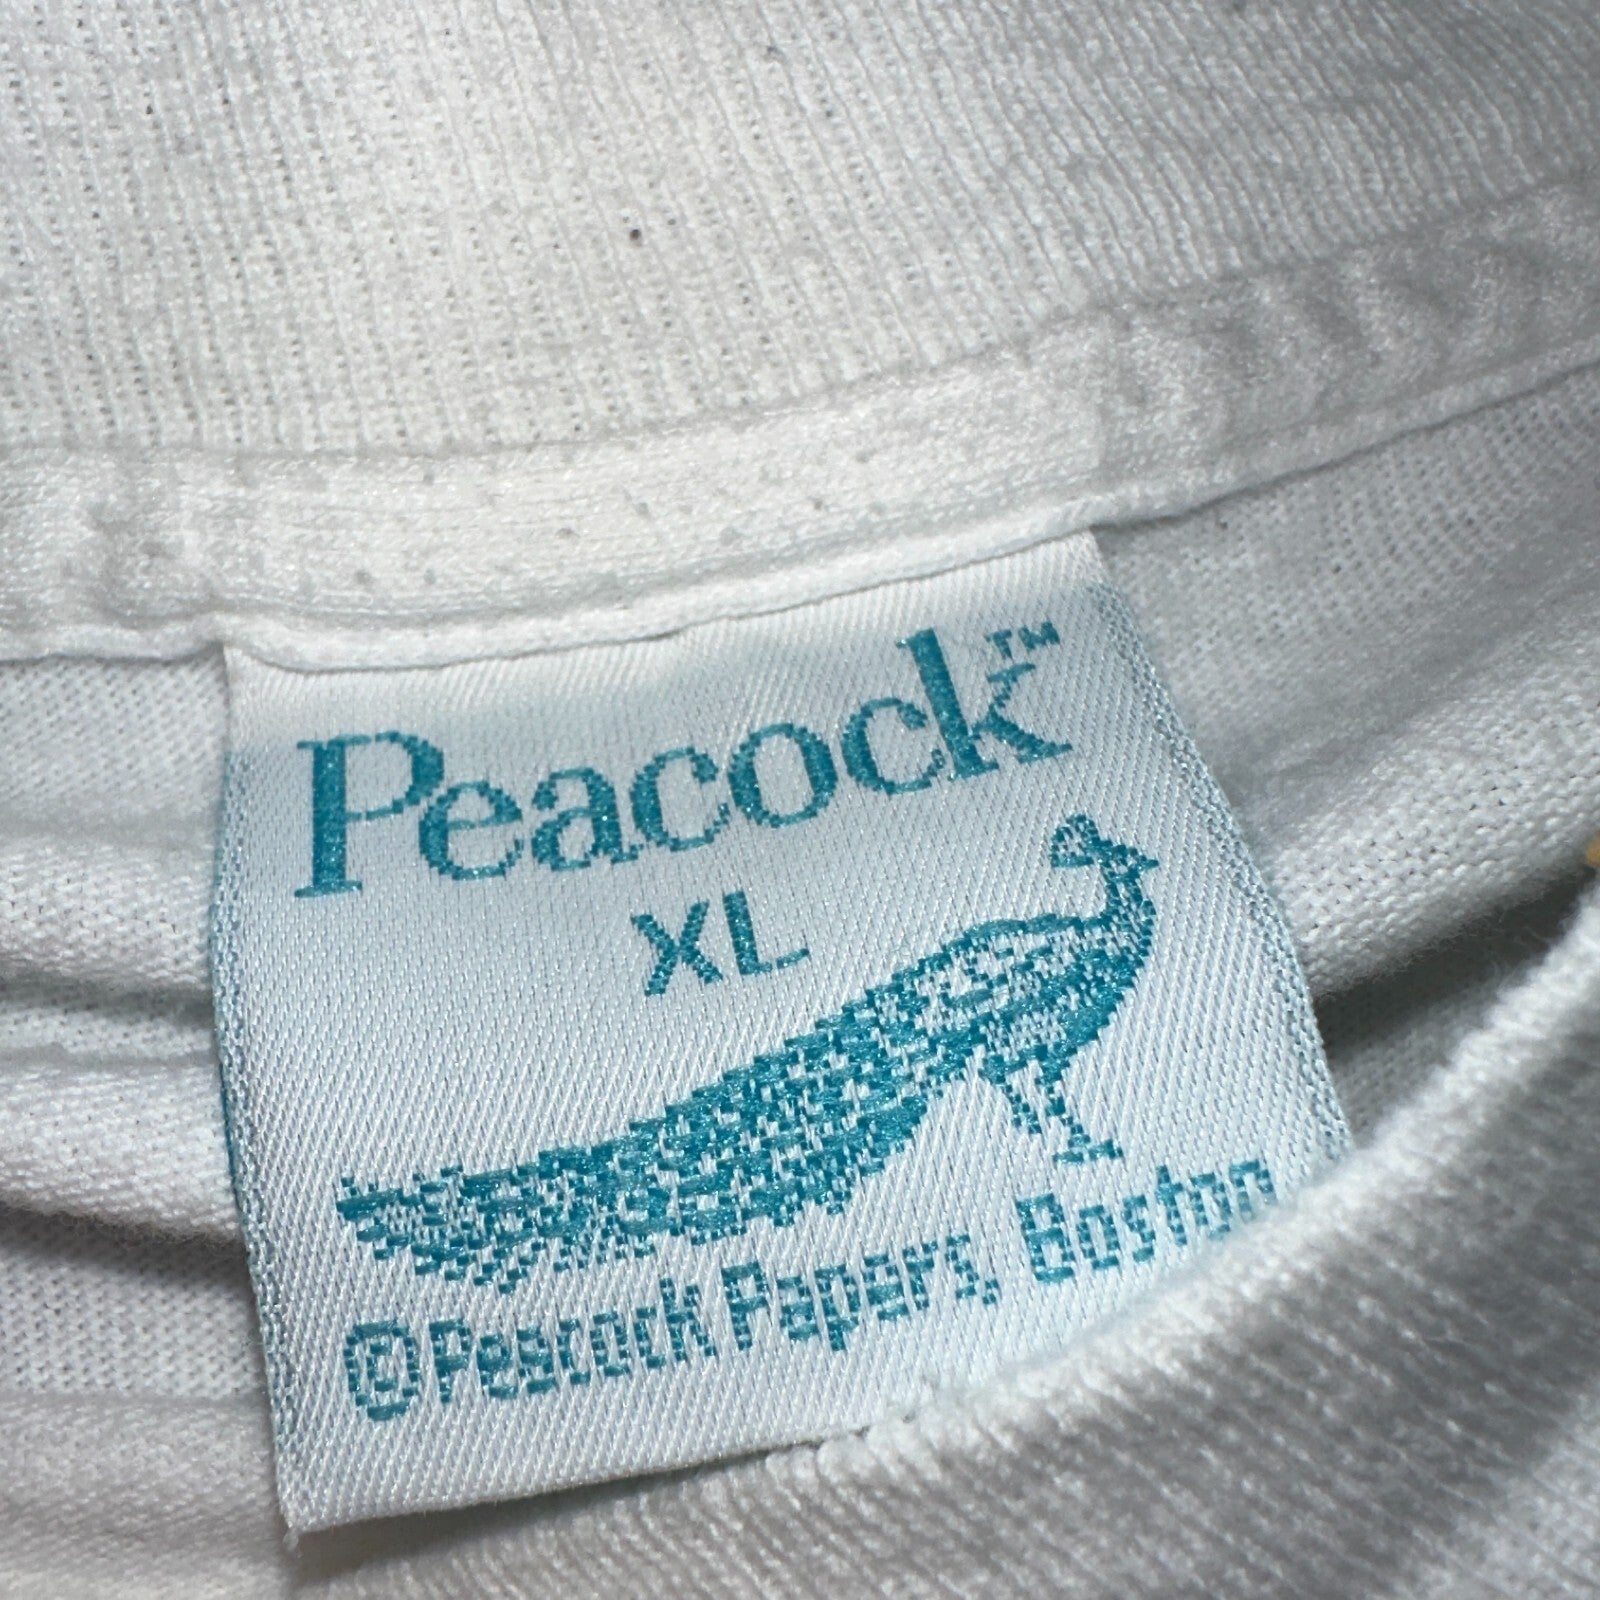 Peacock™
XL
©Peacock Papers, Boston